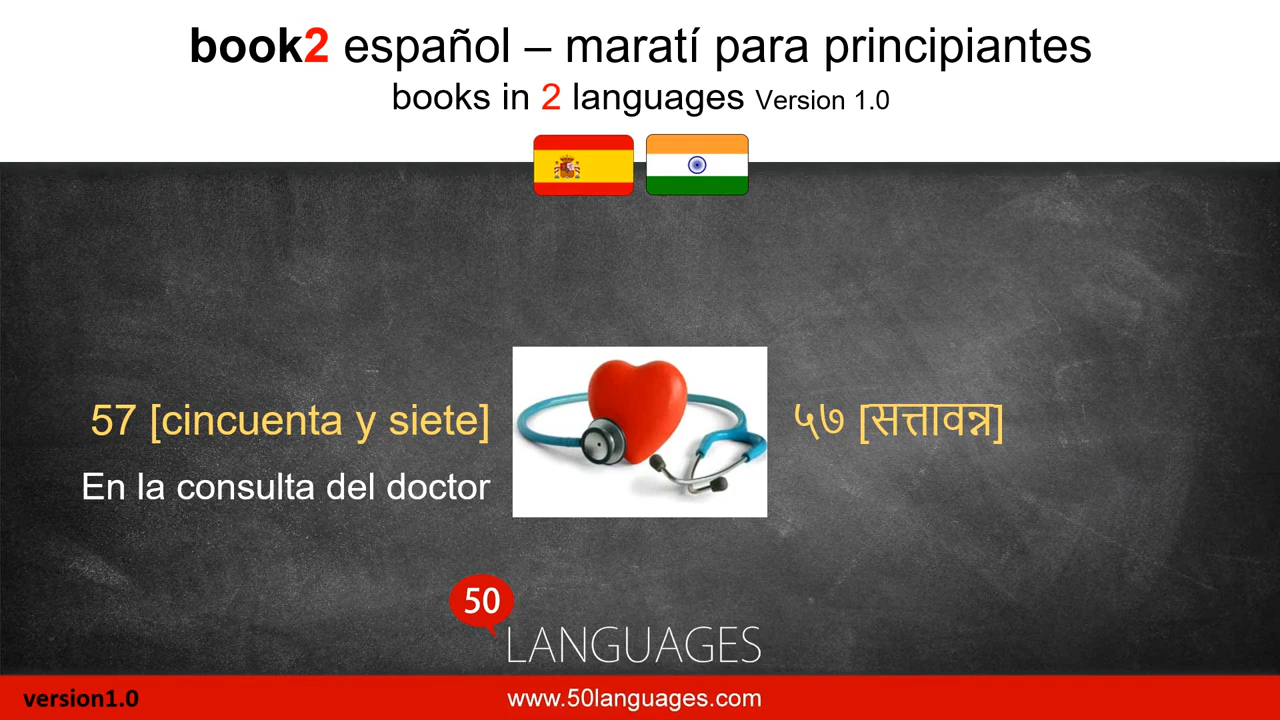 book2 español – maratí para principiantes
books in 2 languages Version 1.0
57 [cincuenta y siete]
५७ [सत्तावन्न]
En la consulta del doctor
50
LANGUAGES
version1.0
www.50languages.com